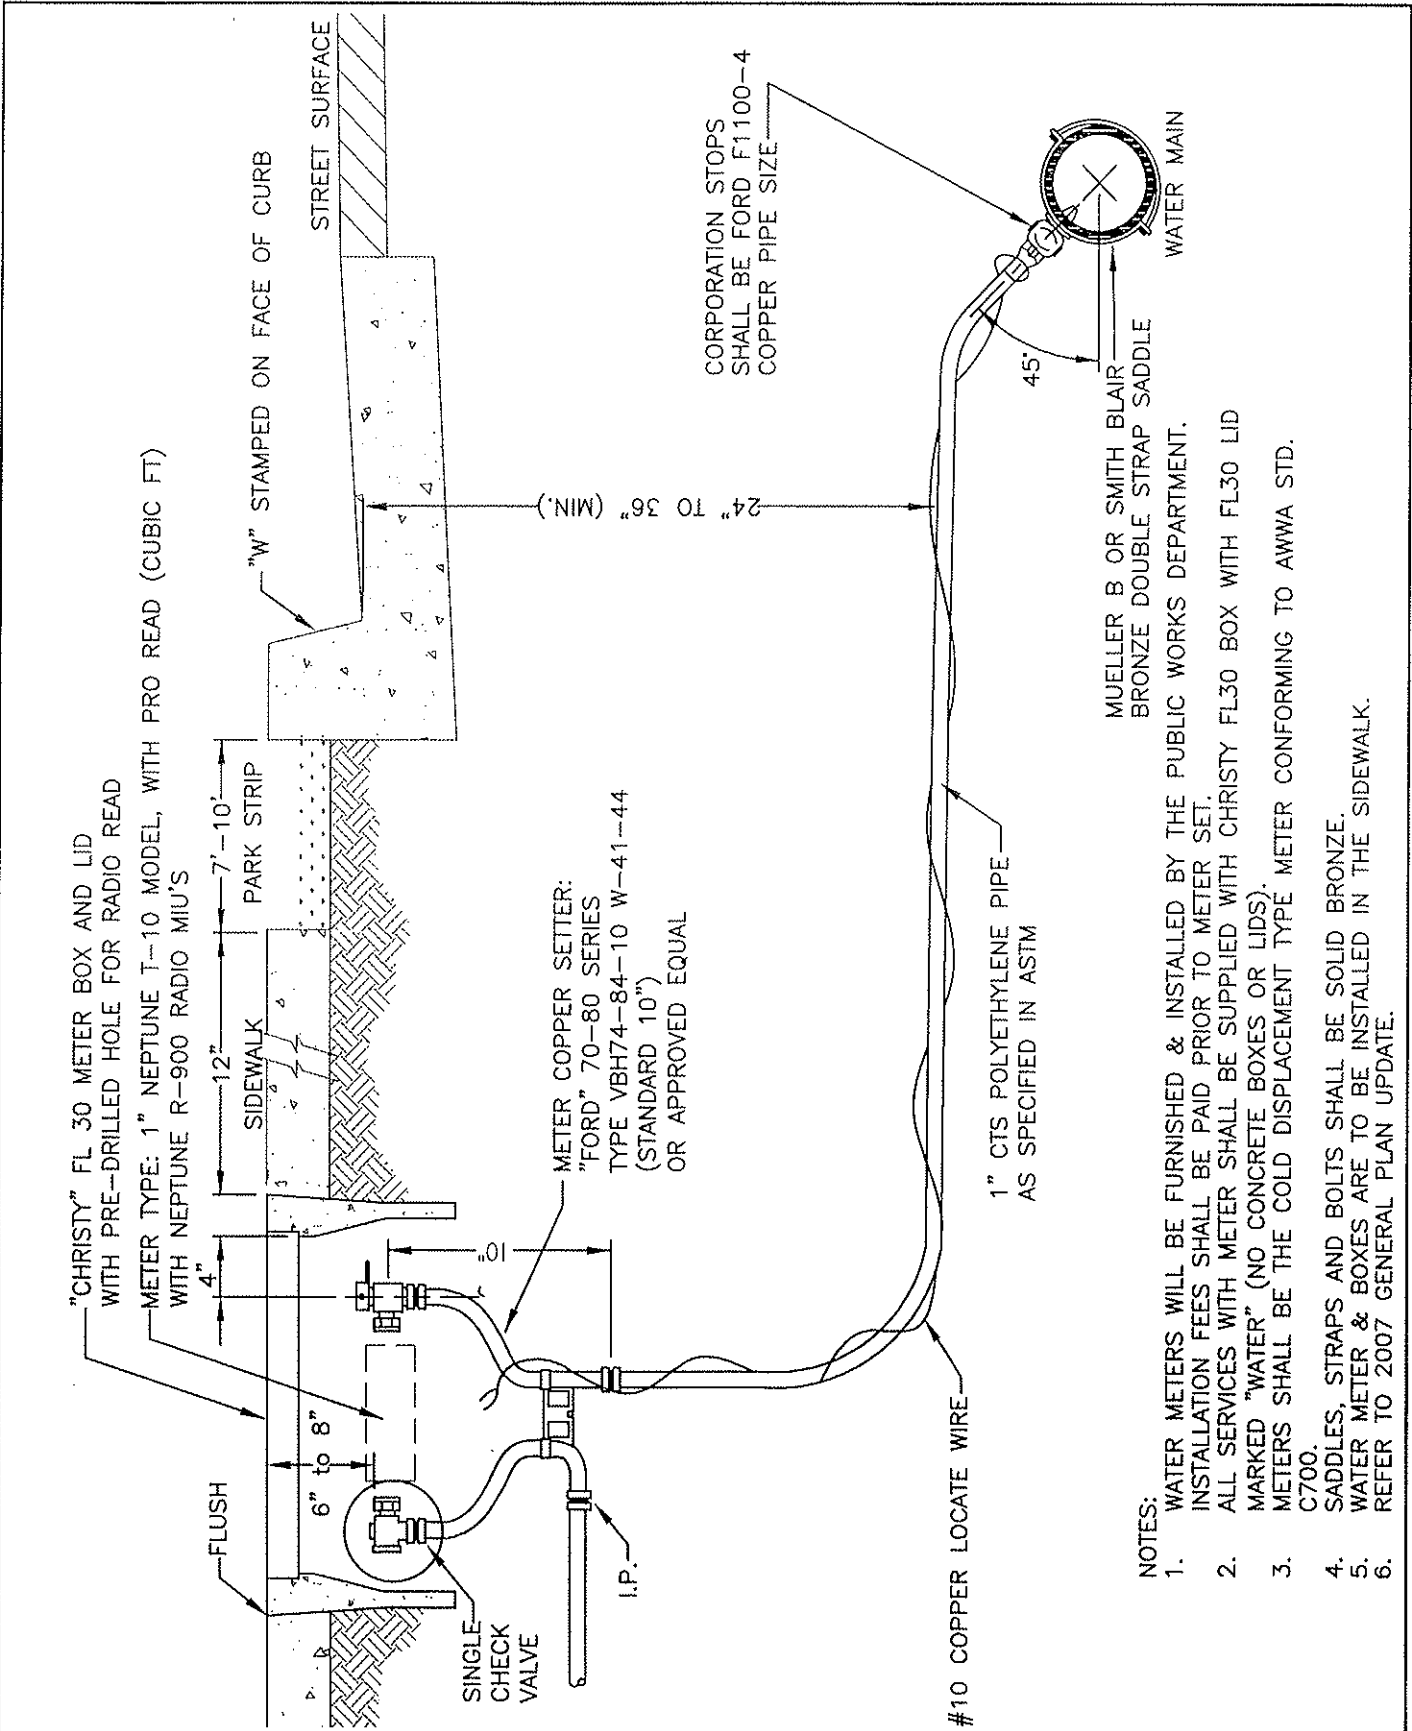 "CHRISTY" FL 30 METER BOX AND LID
WITH PRE-DRILLED HOLE FOR RADIO READ
METER TYPE: 1" NEPTUNE T-10 MODEL, WITH PRO READ (CUBIC FT)
WITH NEPTUNE R-900 RADIO MIU'S
"W" STAMPED ON FACE OF CURB
STREET SURFACE
FLUSH
4"
12"
7'-10'
SIDEWALK
PARK STRIP
6" to 8"
10"
24" TO 36" (MIN.)
SINGLE
CHECK
VALVE
I.P.
METER COPPER SETTER:
"FORD" 70-80 SERIES
TYPE VBH74-84-10 W-41-44
(STANDARD 10")
OR APPROVED EQUAL
CORPORATION STOPS
SHALL BE FORD F1100-4
COPPER PIPE SIZE
#10 COPPER LOCATE WIRE
1" CTS POLYETHYLENE PIPE
AS SPECIFIED IN ASTM
45°
WATER MAIN
MUELLER B OR SMITH BLAIR
BRONZE DOUBLE STRAP SADDLE
NOTES:
1. WATER METERS WILL BE FURNISHED & INSTALLED BY THE PUBLIC WORKS DEPARTMENT.
INSTALLATION FEES SHALL BE PAID PRIOR TO METER SET.
2. ALL SERVICES WITH METER SHALL BE SUPPLIED WITH CHRISTY FL30 BOX WITH FL30 LID
MARKED "WATER" (NO CONCRETE BOXES OR LIDS).
3. METERS SHALL BE THE COLD DISPLACEMENT TYPE METER CONFORMING TO AWWA STD.
C700.
4. SADDLES, STRAPS AND BOLTS SHALL BE SOLID BRONZE.
5. WATER METER & BOXES ARE TO BE INSTALLED IN THE SIDEWALK.
6. REFER TO 2007 GENERAL PLAN UPDATE.